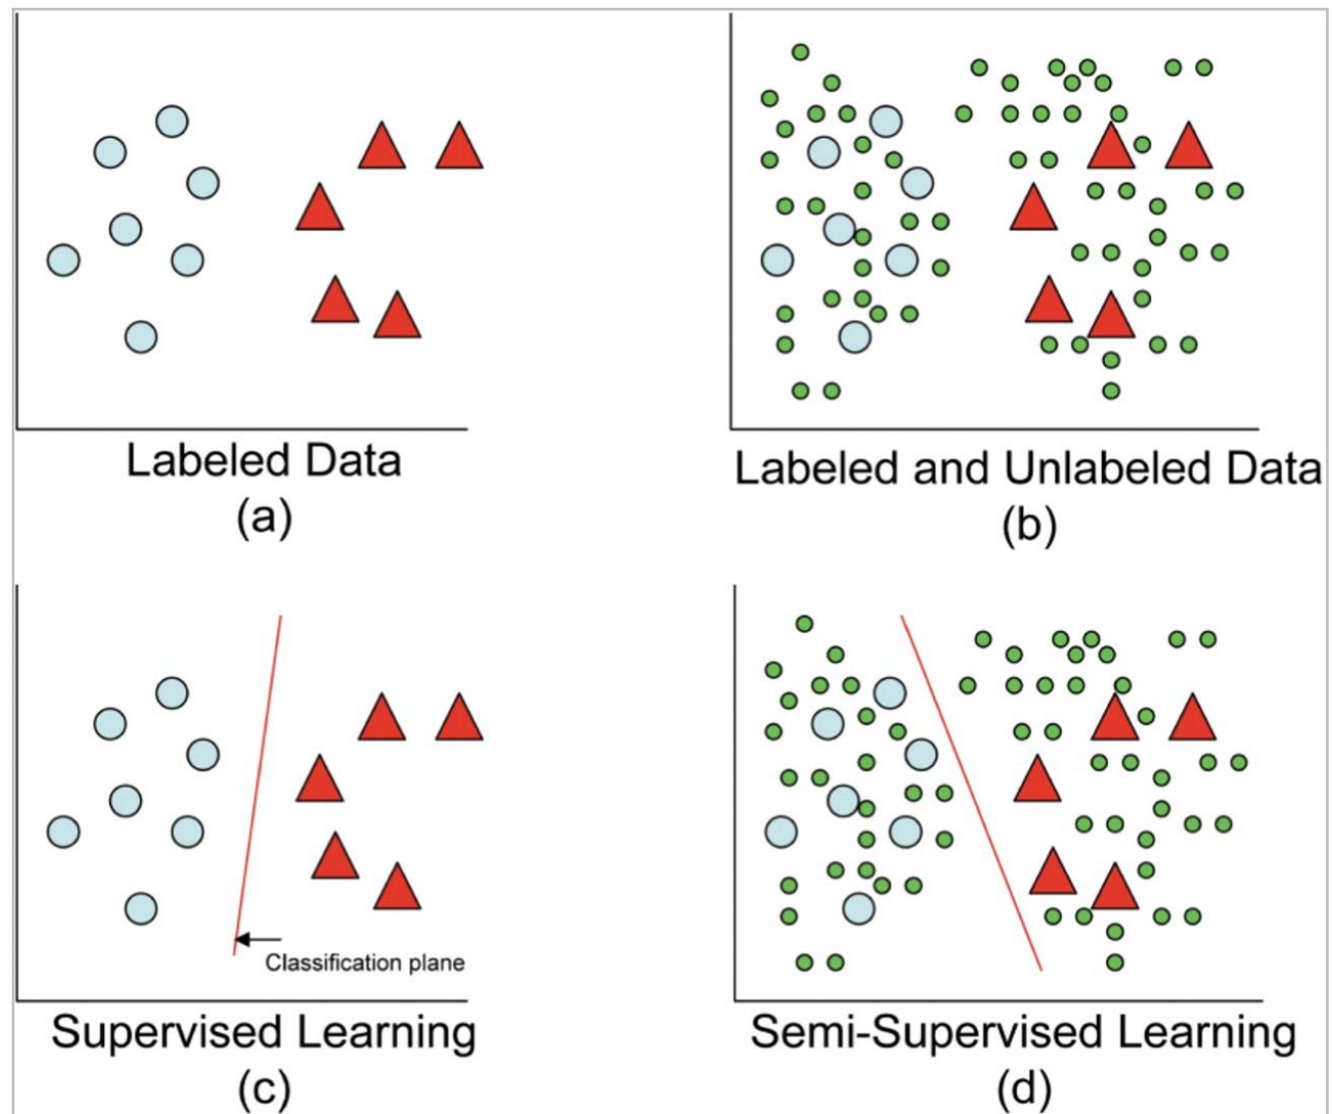 Labeled Data
(a)
Labeled and Unlabeled Data
(b)
Classification plane
Supervised Learning
(c)
Semi-Supervised Learning
(d)